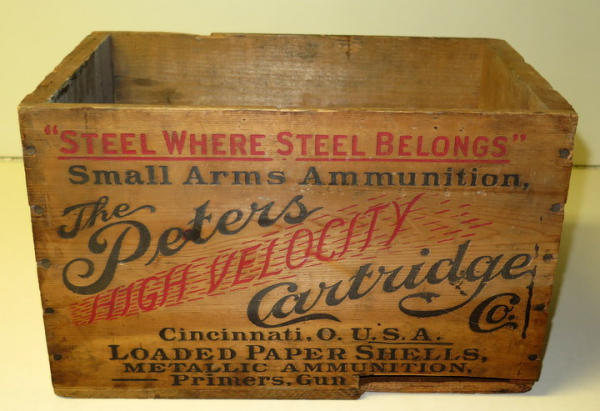 "STEEL WHERE STEEL BELONGS"
Small Arms Ammunition,
The Peters
HIGH VELOCITY
Cartridge Co.
Cincinnati, O. U.S.A.
LOADED PAPER SHELLS,
METALLIC AMMUNITION,
Primers, Gun